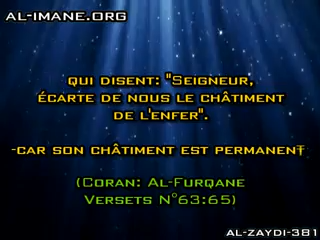 AL-IMANE.ORG
QUI DISENT: "SEIGNEUR,
ÉCARTE DE NOUS LE CHÂTIMENT
DE L'ENFER".
-CAR SON CHÂTIMENT EST PERMANENT
(CORAN: AL-FURQANE
VERSETS N°63:65)
AL-ZAYDI-381